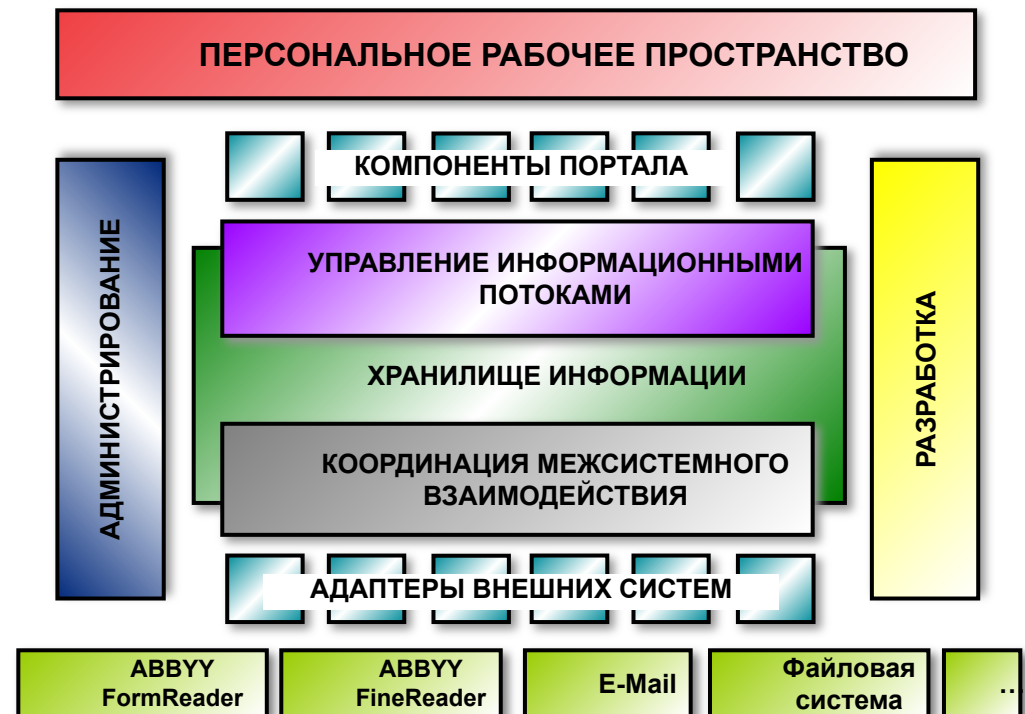 ПЕРСОНАЛЬНОЕ РАБОЧЕЕ ПРОСТРАНСТВО
КОМПОНЕНТЫ ПОРТАЛА
АДМИНИСТРИРОВАНИЕ
УПРАВЛЕНИЕ ИНФОРМАЦИОННЫМИ
ПОТОКАМИ
ХРАНИЛИЩЕ ИНФОРМАЦИИ
КООРДИНАЦИЯ МЕЖСИСТЕМНОГО
ВЗАИМОДЕЙСТВИЯ
РАЗРАБОТКА
АДАПТЕРЫ ВНЕШНИХ СИСТЕМ
ABBYY
FormReader
ABBYY
FineReader
E-Mail
Файловая
система
...